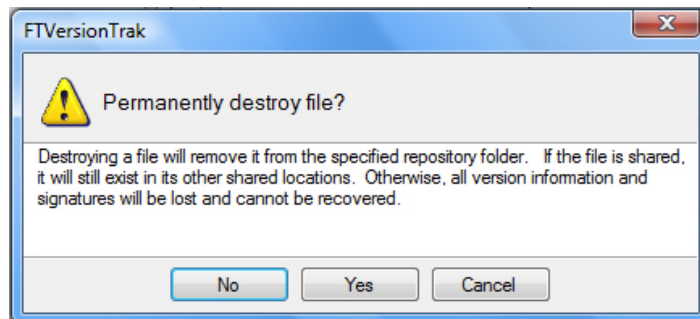 FTVersionTrak
Permanently destroy file?
Destroying a file will remove it from the specified repository folder. If the file is shared,
it will still exist in its other shared locations. Otherwise, all version information and
signatures will be lost and cannot be recovered.
No Yes Cancel